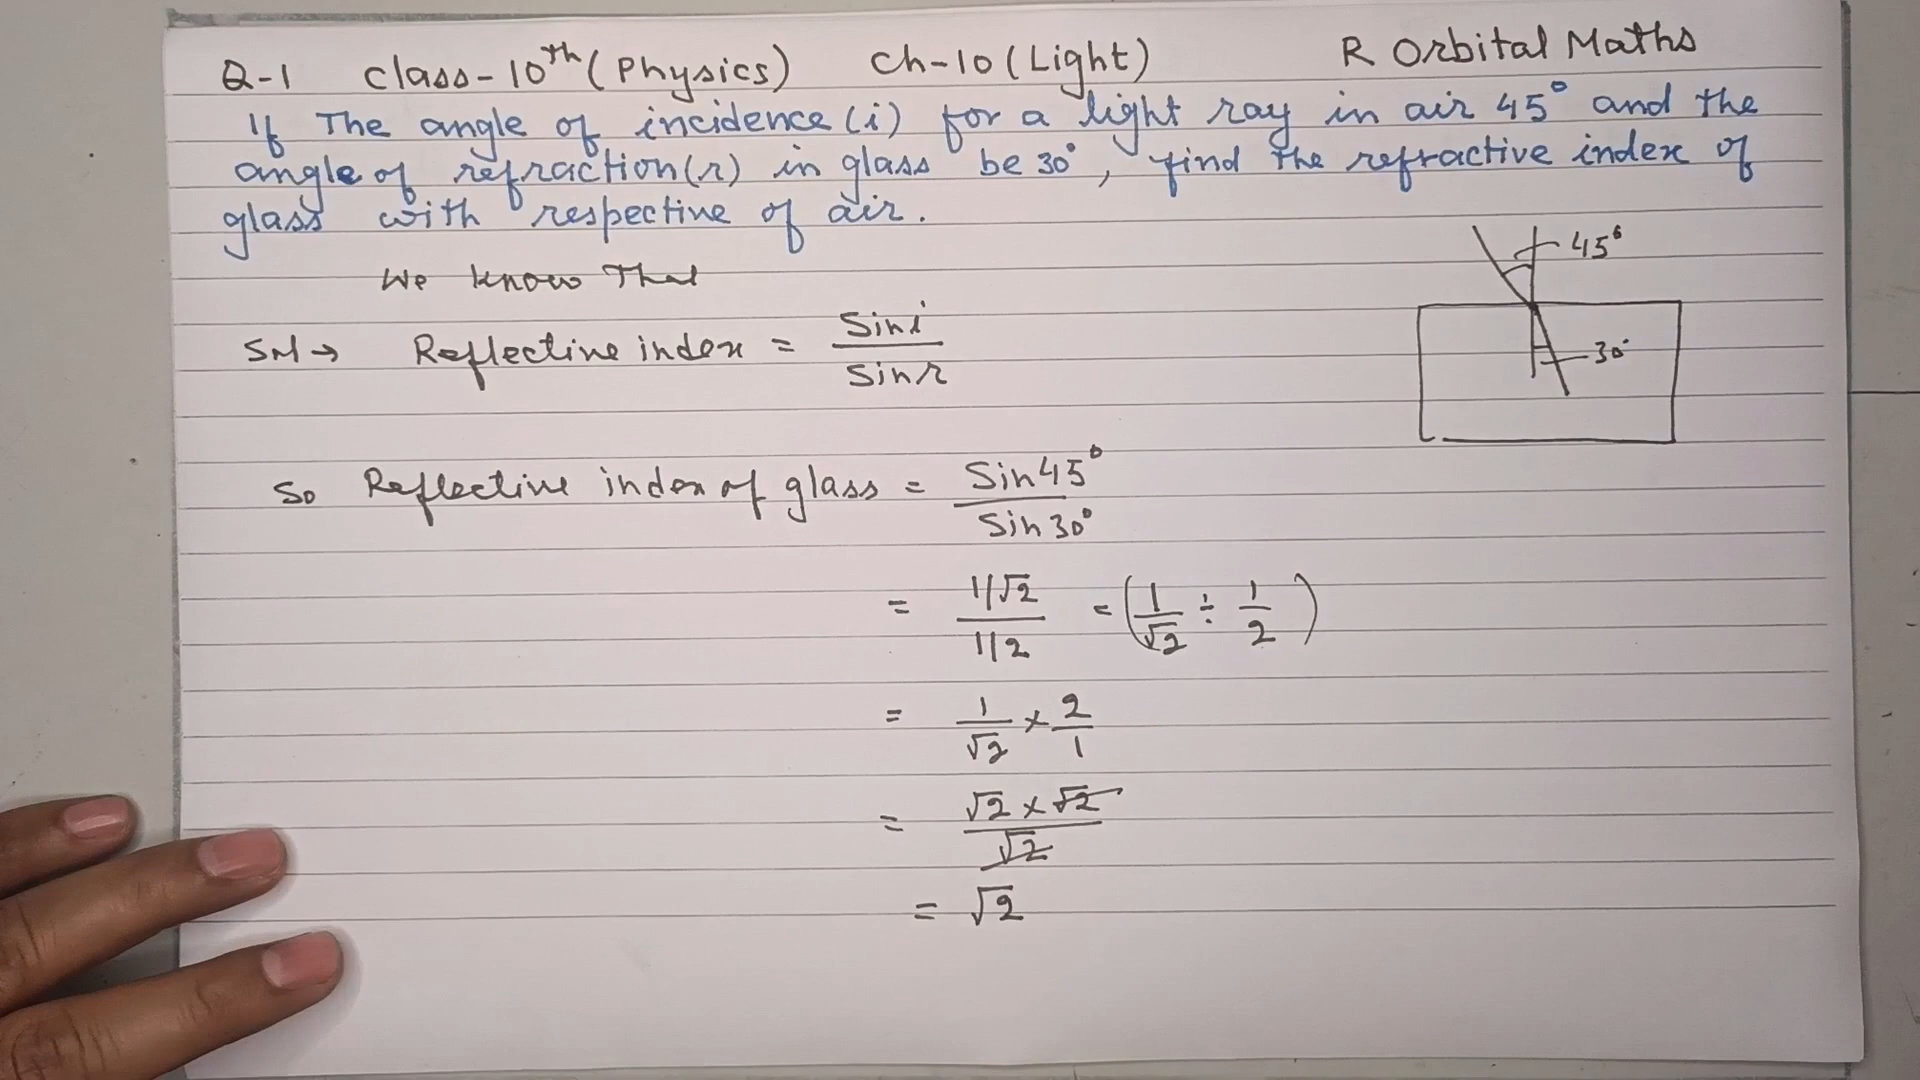 Q-1 Class-10th (Physics) Ch-10 (Light) R Orbital Maths
If The angle of incidence (i) for a light ray in air 45° and the
angle of refraction (r) in glass be 30°, find the refractive index of
glass with respective of air.
We know That
Sol→ Reflective index = Sin i / Sin r
45°
30°
So Reflective index of glass = Sin 45° / Sin 30°
= 1/√2 / 1/2 = (1/√2 ÷ 1/2)
= 1/√2 × 2/1
= √2 × √2 / √2
= √2